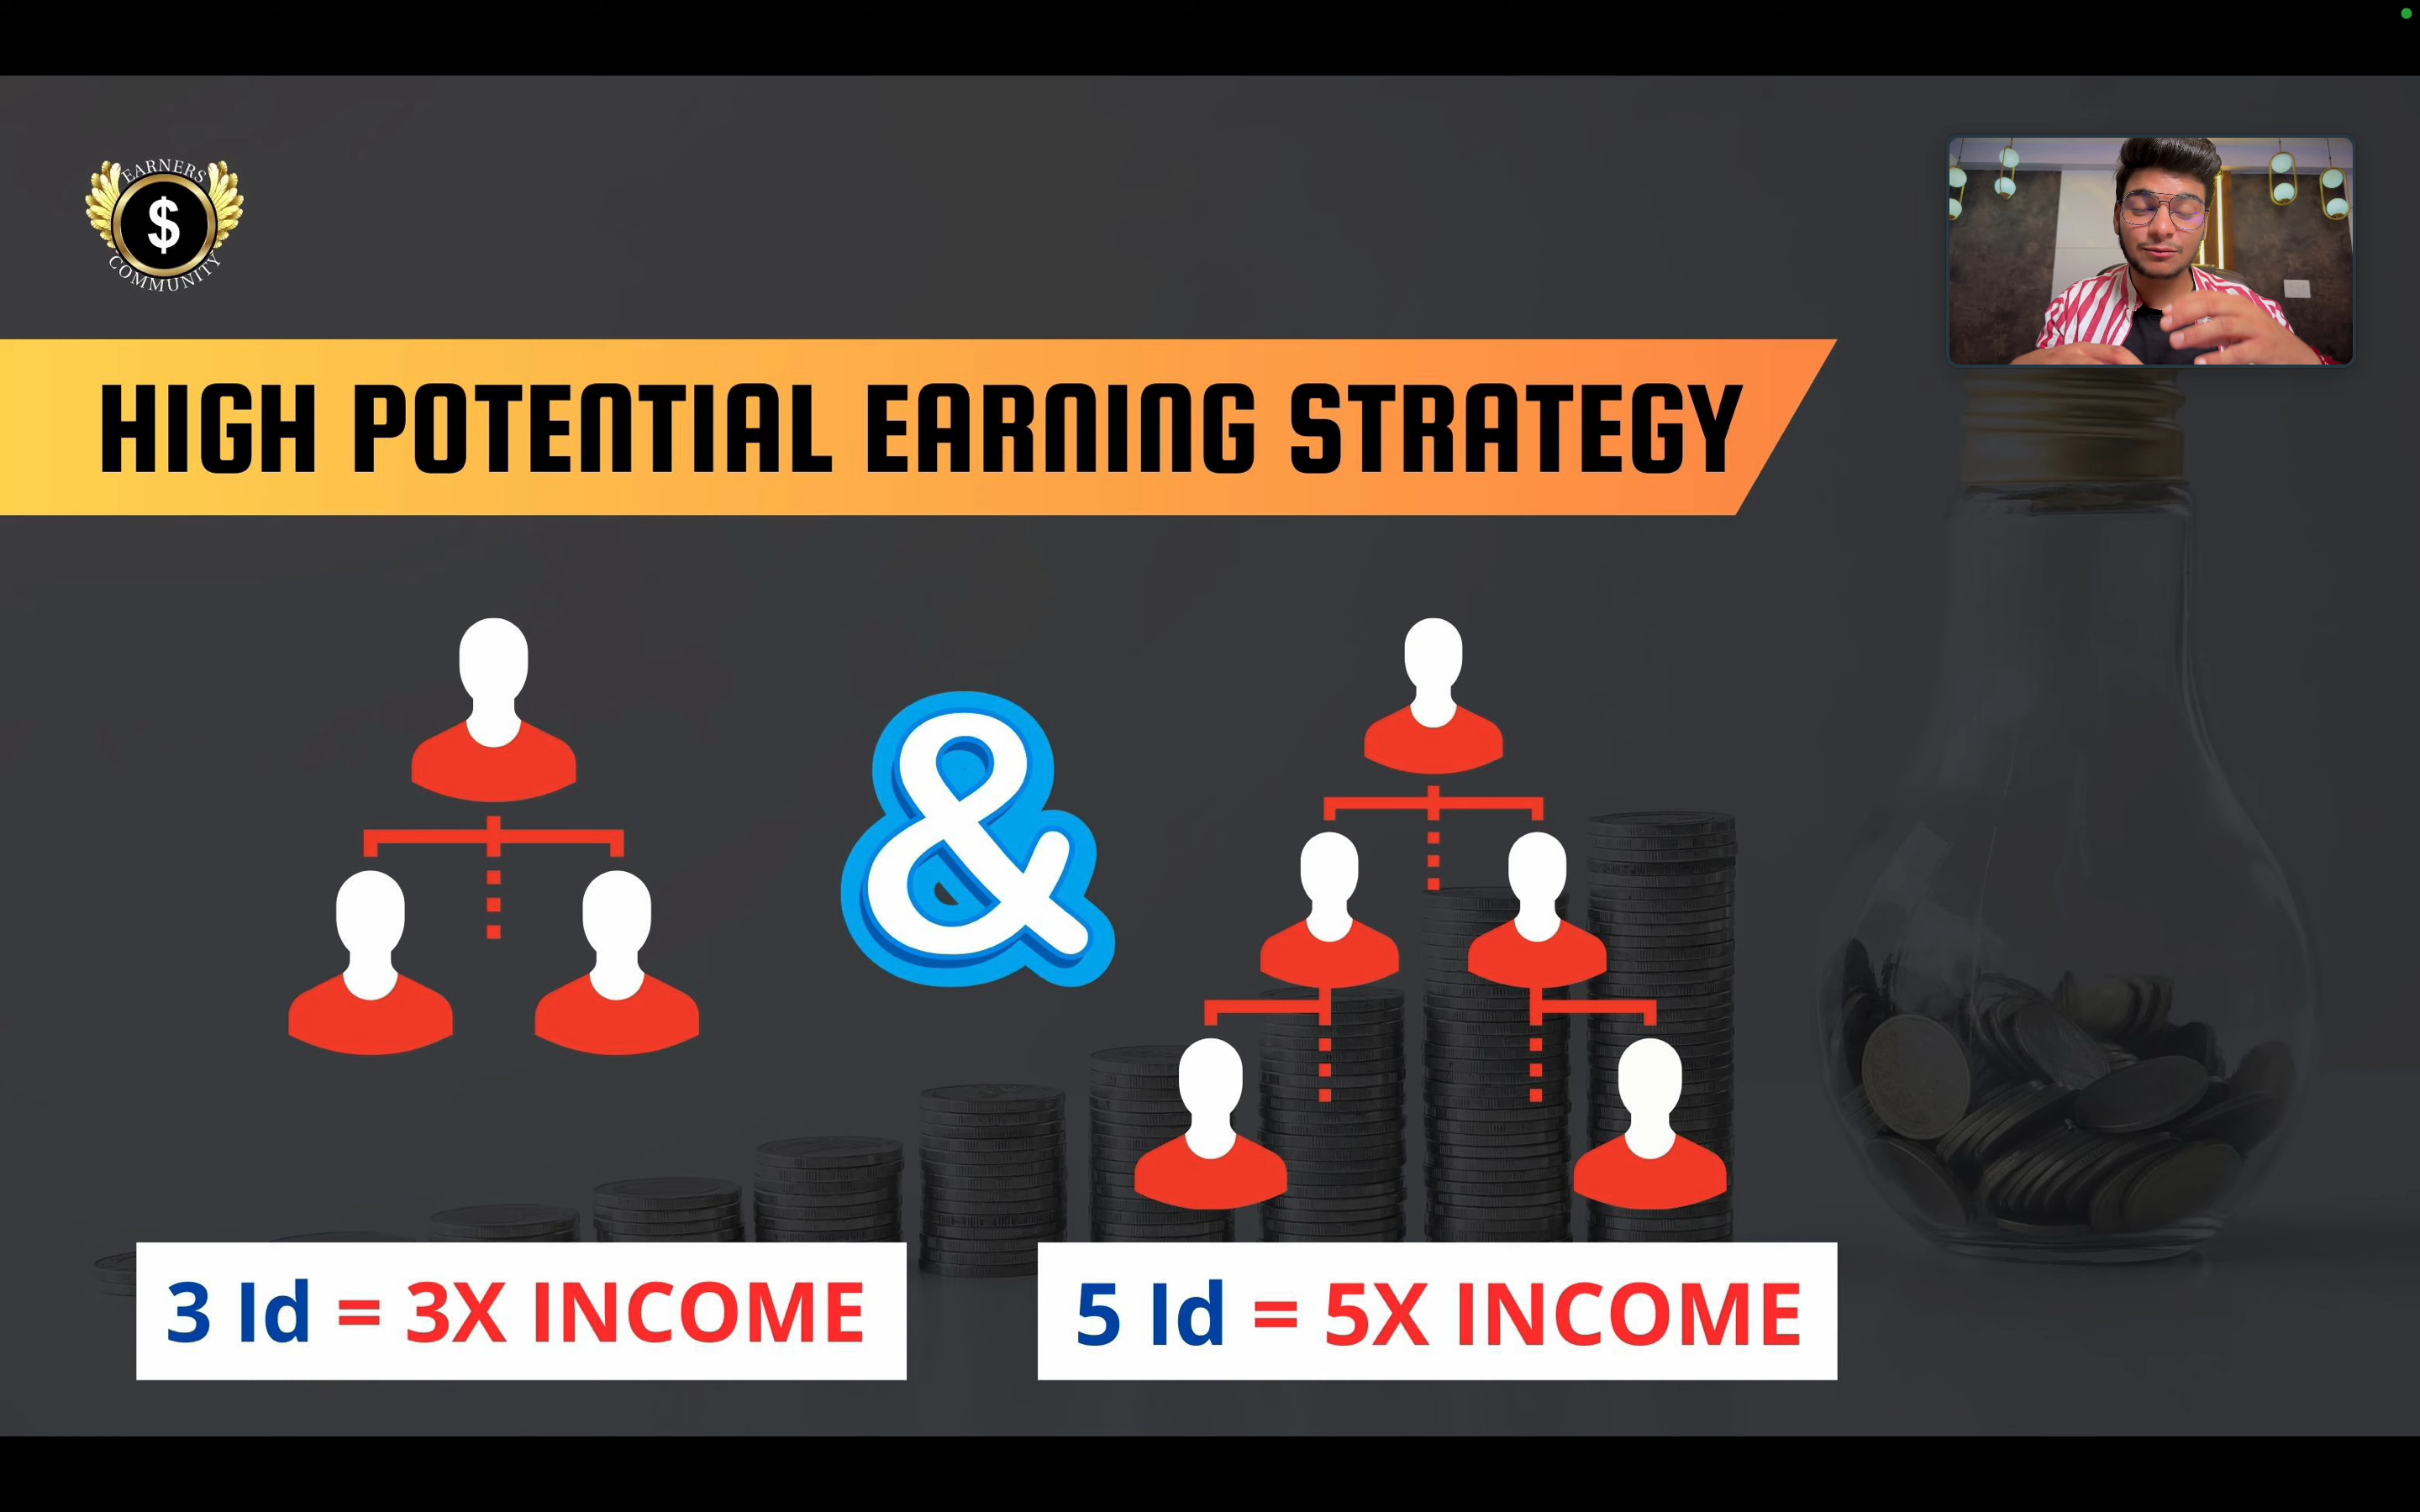 EARNERS
$
COMMUNITY
HIGH POTENTIAL EARNING STRATEGY
&
3 Id = 3X INCOME
5 Id = 5X INCOME